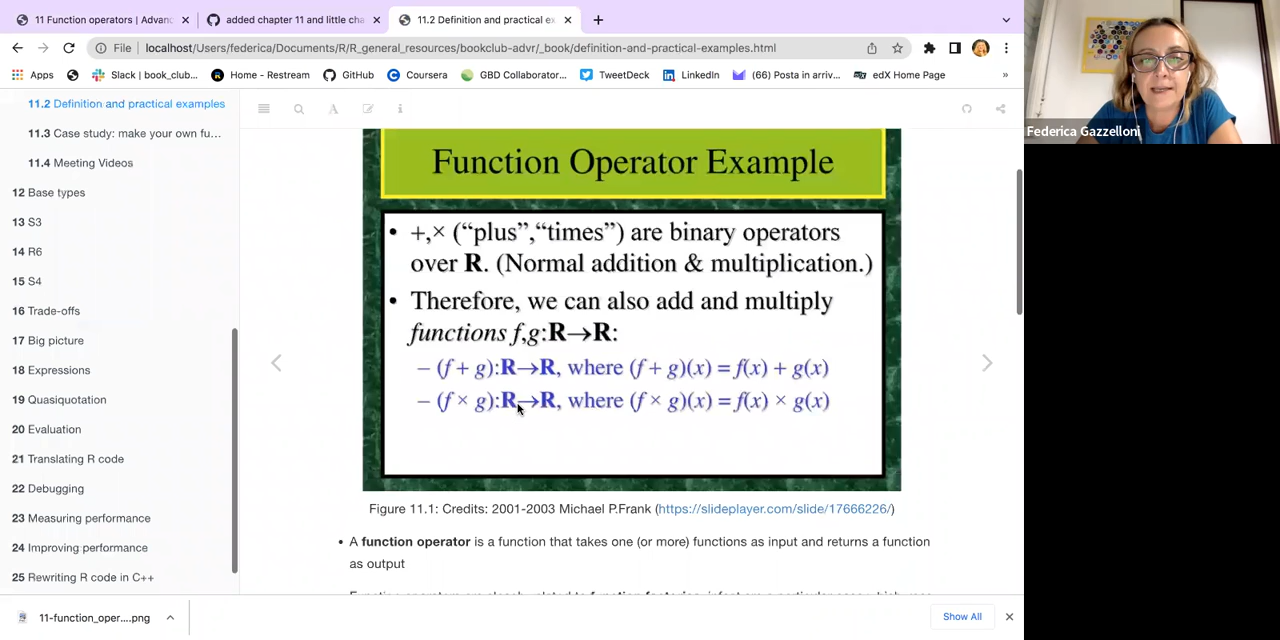 11 Function operators | Advanc
added chapter 11 and little cha
11.2 Definition and practical ex
File
localhost/Users/federica/Documents/R/R_general_resources/bookclub-advr/_book/definition-and-practical-examples.html
Apps
Slack | book_club...
Home - Restream
GitHub
Coursera
GBD Collaborator...
TweetDeck
LinkedIn
(66) Posta in arriv...
edX Home Page
»
11.2 Definition and practical examples
11.3 Case study: make your own fu...
11.4 Meeting Videos
12 Base types
13 S3
14 R6
15 S4
16 Trade-offs
17 Big picture
18 Expressions
19 Quasiquotation
20 Evaluation
21 Translating R code
22 Debugging
23 Measuring performance
24 Improving performance
25 Rewriting R code in C++
Function Operator Example
• +,× (“plus”,“times”) are binary operators
over R. (Normal addition & multiplication.)
• Therefore, we can also add and multiply
functions f,g:R→R:
– (f + g):R→R, where (f + g)(x) = f(x) + g(x)
– (f × g):R→R, where (f × g)(x) = f(x) × g(x)
Figure 11.1: Credits: 2001-2003 Michael P.Frank (https://slideplayer.com/slide/17666226/)
• A function operator is a function that takes one (or more) functions as input and returns a function
as output
Federica Gazzelloni
11-function_oper....png
Show All